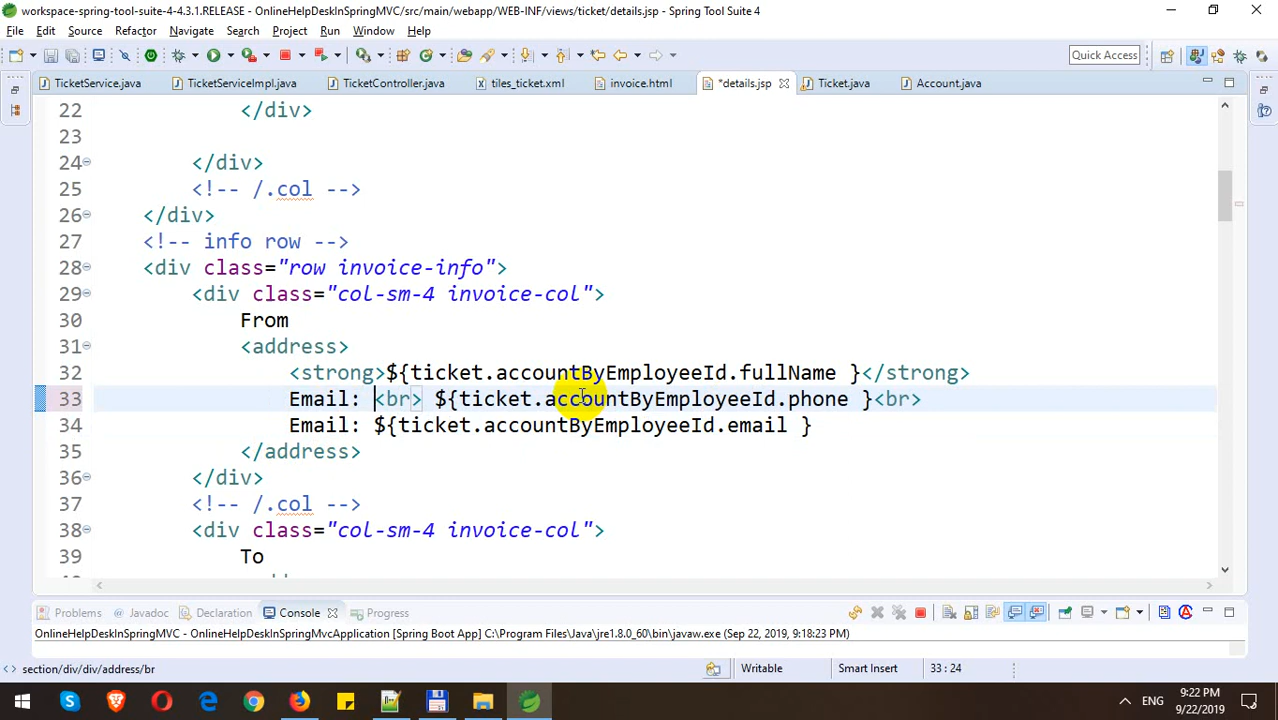 workspace-spring-tool-suite-4-4.3.1.RELEASE - OnlineHelpDeskInSpringMVC/src/main/webapp/WEB-INF/views/ticket/details.jsp - Spring Tool Suite 4
File Edit Source Refactor Navigate Search Project Run Window Help
Quick Access
TicketService.java TicketServiceImpl.java TicketController.java tiles_ticket.xml invoice.html *details.jsp Ticket.java Account.java
22 </div>
23
24 </div>
25 <!-- /.col -->
26 </div>
27 <!-- info row -->
28 <div class="row invoice-info">
29 <div class="col-sm-4 invoice-col">
30 From
31 <address>
32 <strong>${ticket.accountByEmployeeId.fullName }</strong>
33 Email: <br> ${ticket.accountByEmployeeId.phone }<br>
34 Email: ${ticket.accountByEmployeeId.email }
35 </address>
36 </div>
37 <!-- /.col -->
38 <div class="col-sm-4 invoice-col">
39 To
Problems Javadoc Declaration Console Progress
OnlineHelpDeskInSpringMVC - OnlineHelpDeskInSpringMvcApplication [Spring Boot App] C:\Program Files\Java\jre1.8.0_60\bin\javaw.exe (Sep 22, 2019, 9:18:23 PM)
section/div/div/address/br Writable Smart Insert 33 : 24
ENG 9:22 PM
9/22/2019